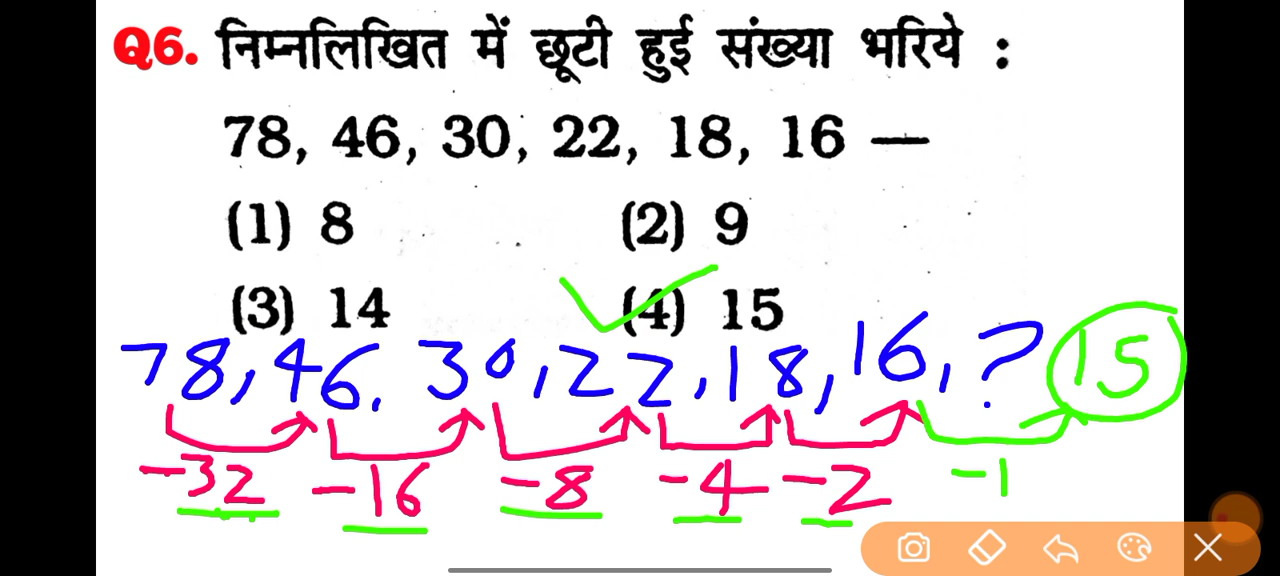 Q6. निम्नलिखित में छूटी हुई संख्या भरिये :
78, 46, 30, 22, 18, 16 —
(1) 8 (2) 9
(3) 14 (4) 15
78, 46, 30, 22, 18, 16, ? 15
-32 -16 -8 -4 -2 -1